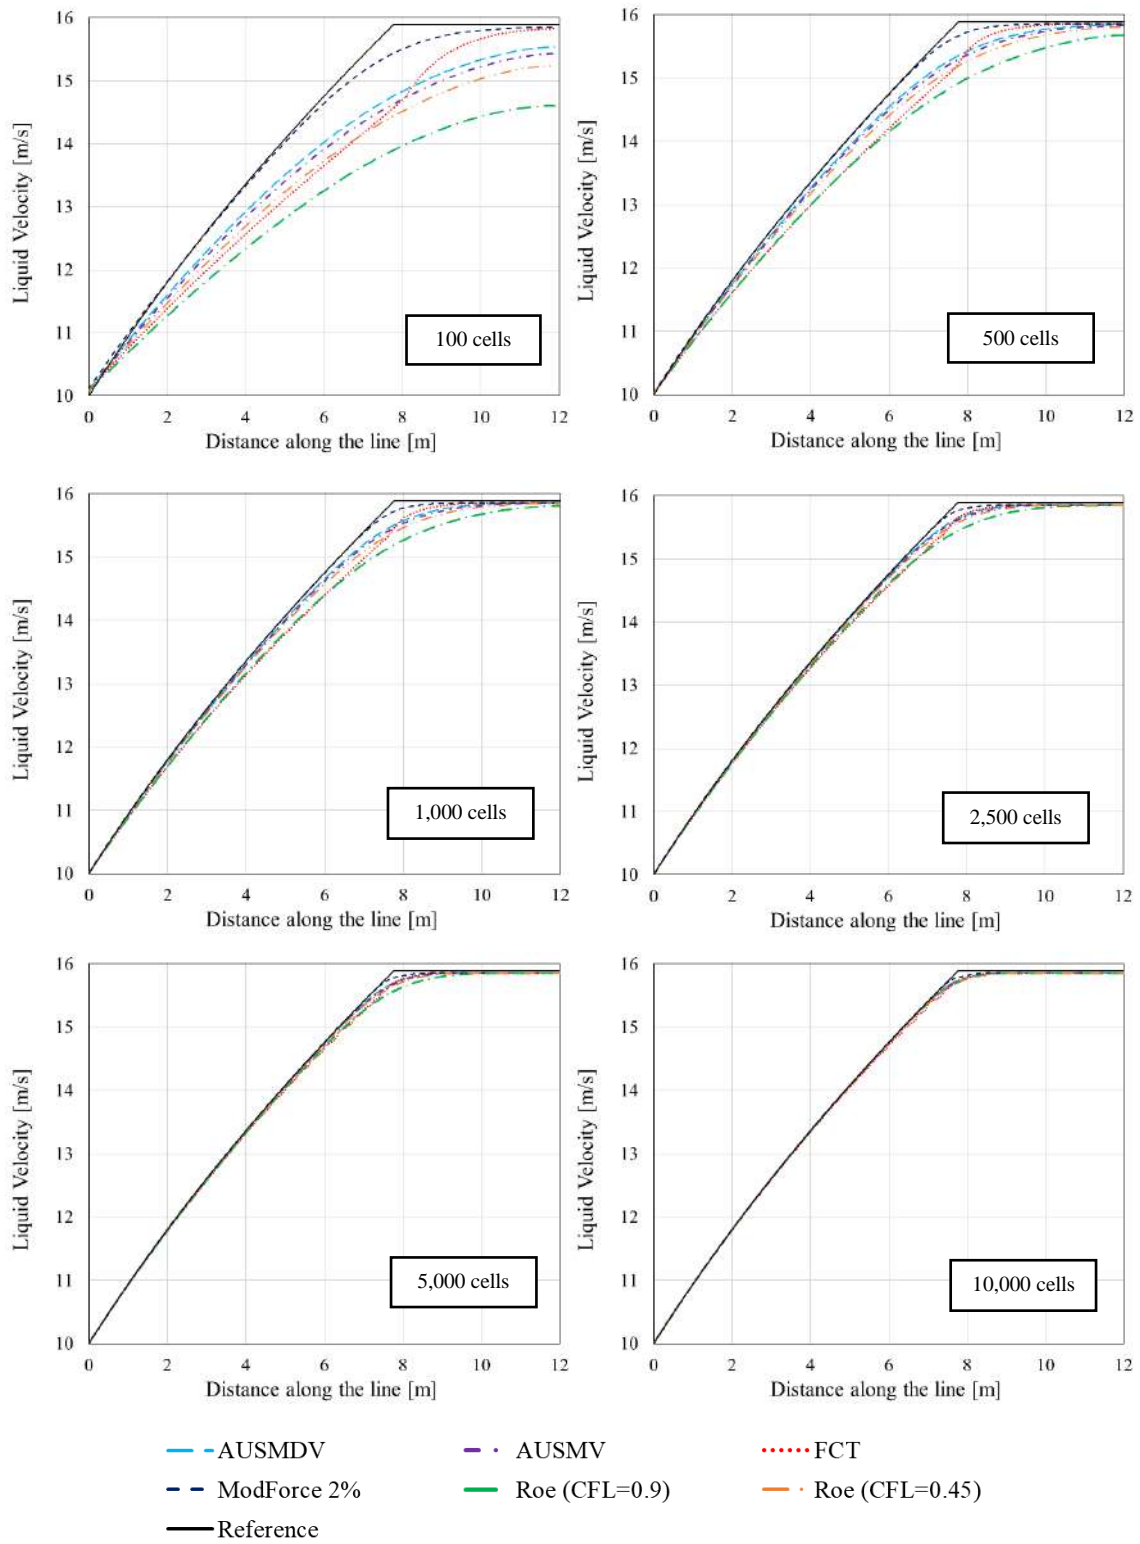 16
15
14
13
12
11
10
Liquid Velocity [m/s]
0 2 4 6 8 10 12
Distance along the line [m]
100 cells
16
15
14
13
12
11
10
Liquid Velocity [m/s]
0 2 4 6 8 10 12
Distance along the line [m]
500 cells
16
15
14
13
12
11
10
Liquid Velocity [m/s]
0 2 4 6 8 10 12
Distance along the line [m]
1,000 cells
16
15
14
13
12
11
10
Liquid Velocity [m/s]
0 2 4 6 8 10 12
Distance along the line [m]
2,500 cells
16
15
14
13
12
11
10
Liquid Velocity [m/s]
0 2 4 6 8 10 12
Distance along the line [m]
5,000 cells
16
15
14
13
12
11
10
Liquid Velocity [m/s]
0 2 4 6 8 10 12
Distance along the line [m]
10,000 cells
AUSMDV AUSMV FCT
ModForce 2% Roe (CFL=0.9) Roe (CFL=0.45)
Reference